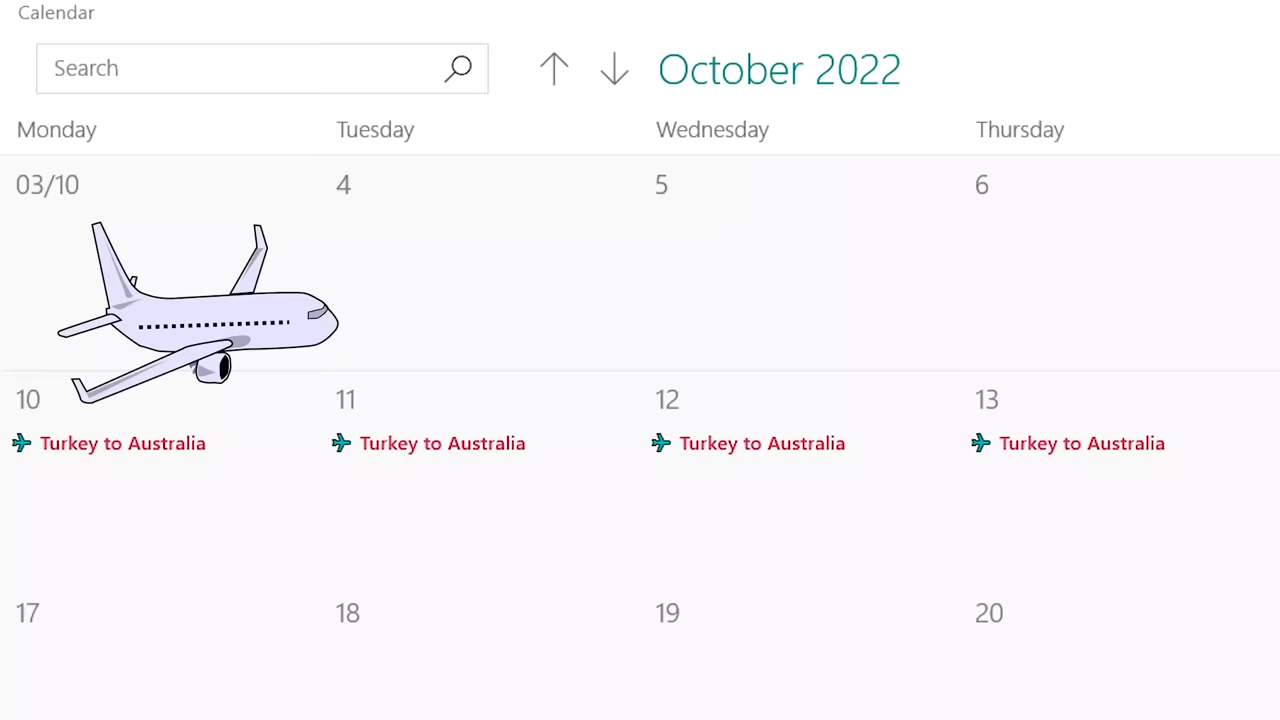 Calendar
Search
October 2022
Monday Tuesday Wednesday Thursday
03/10 4 5 6
10 11 12 13
Turkey to Australia Turkey to Australia Turkey to Australia Turkey to Australia
17 18 19 20